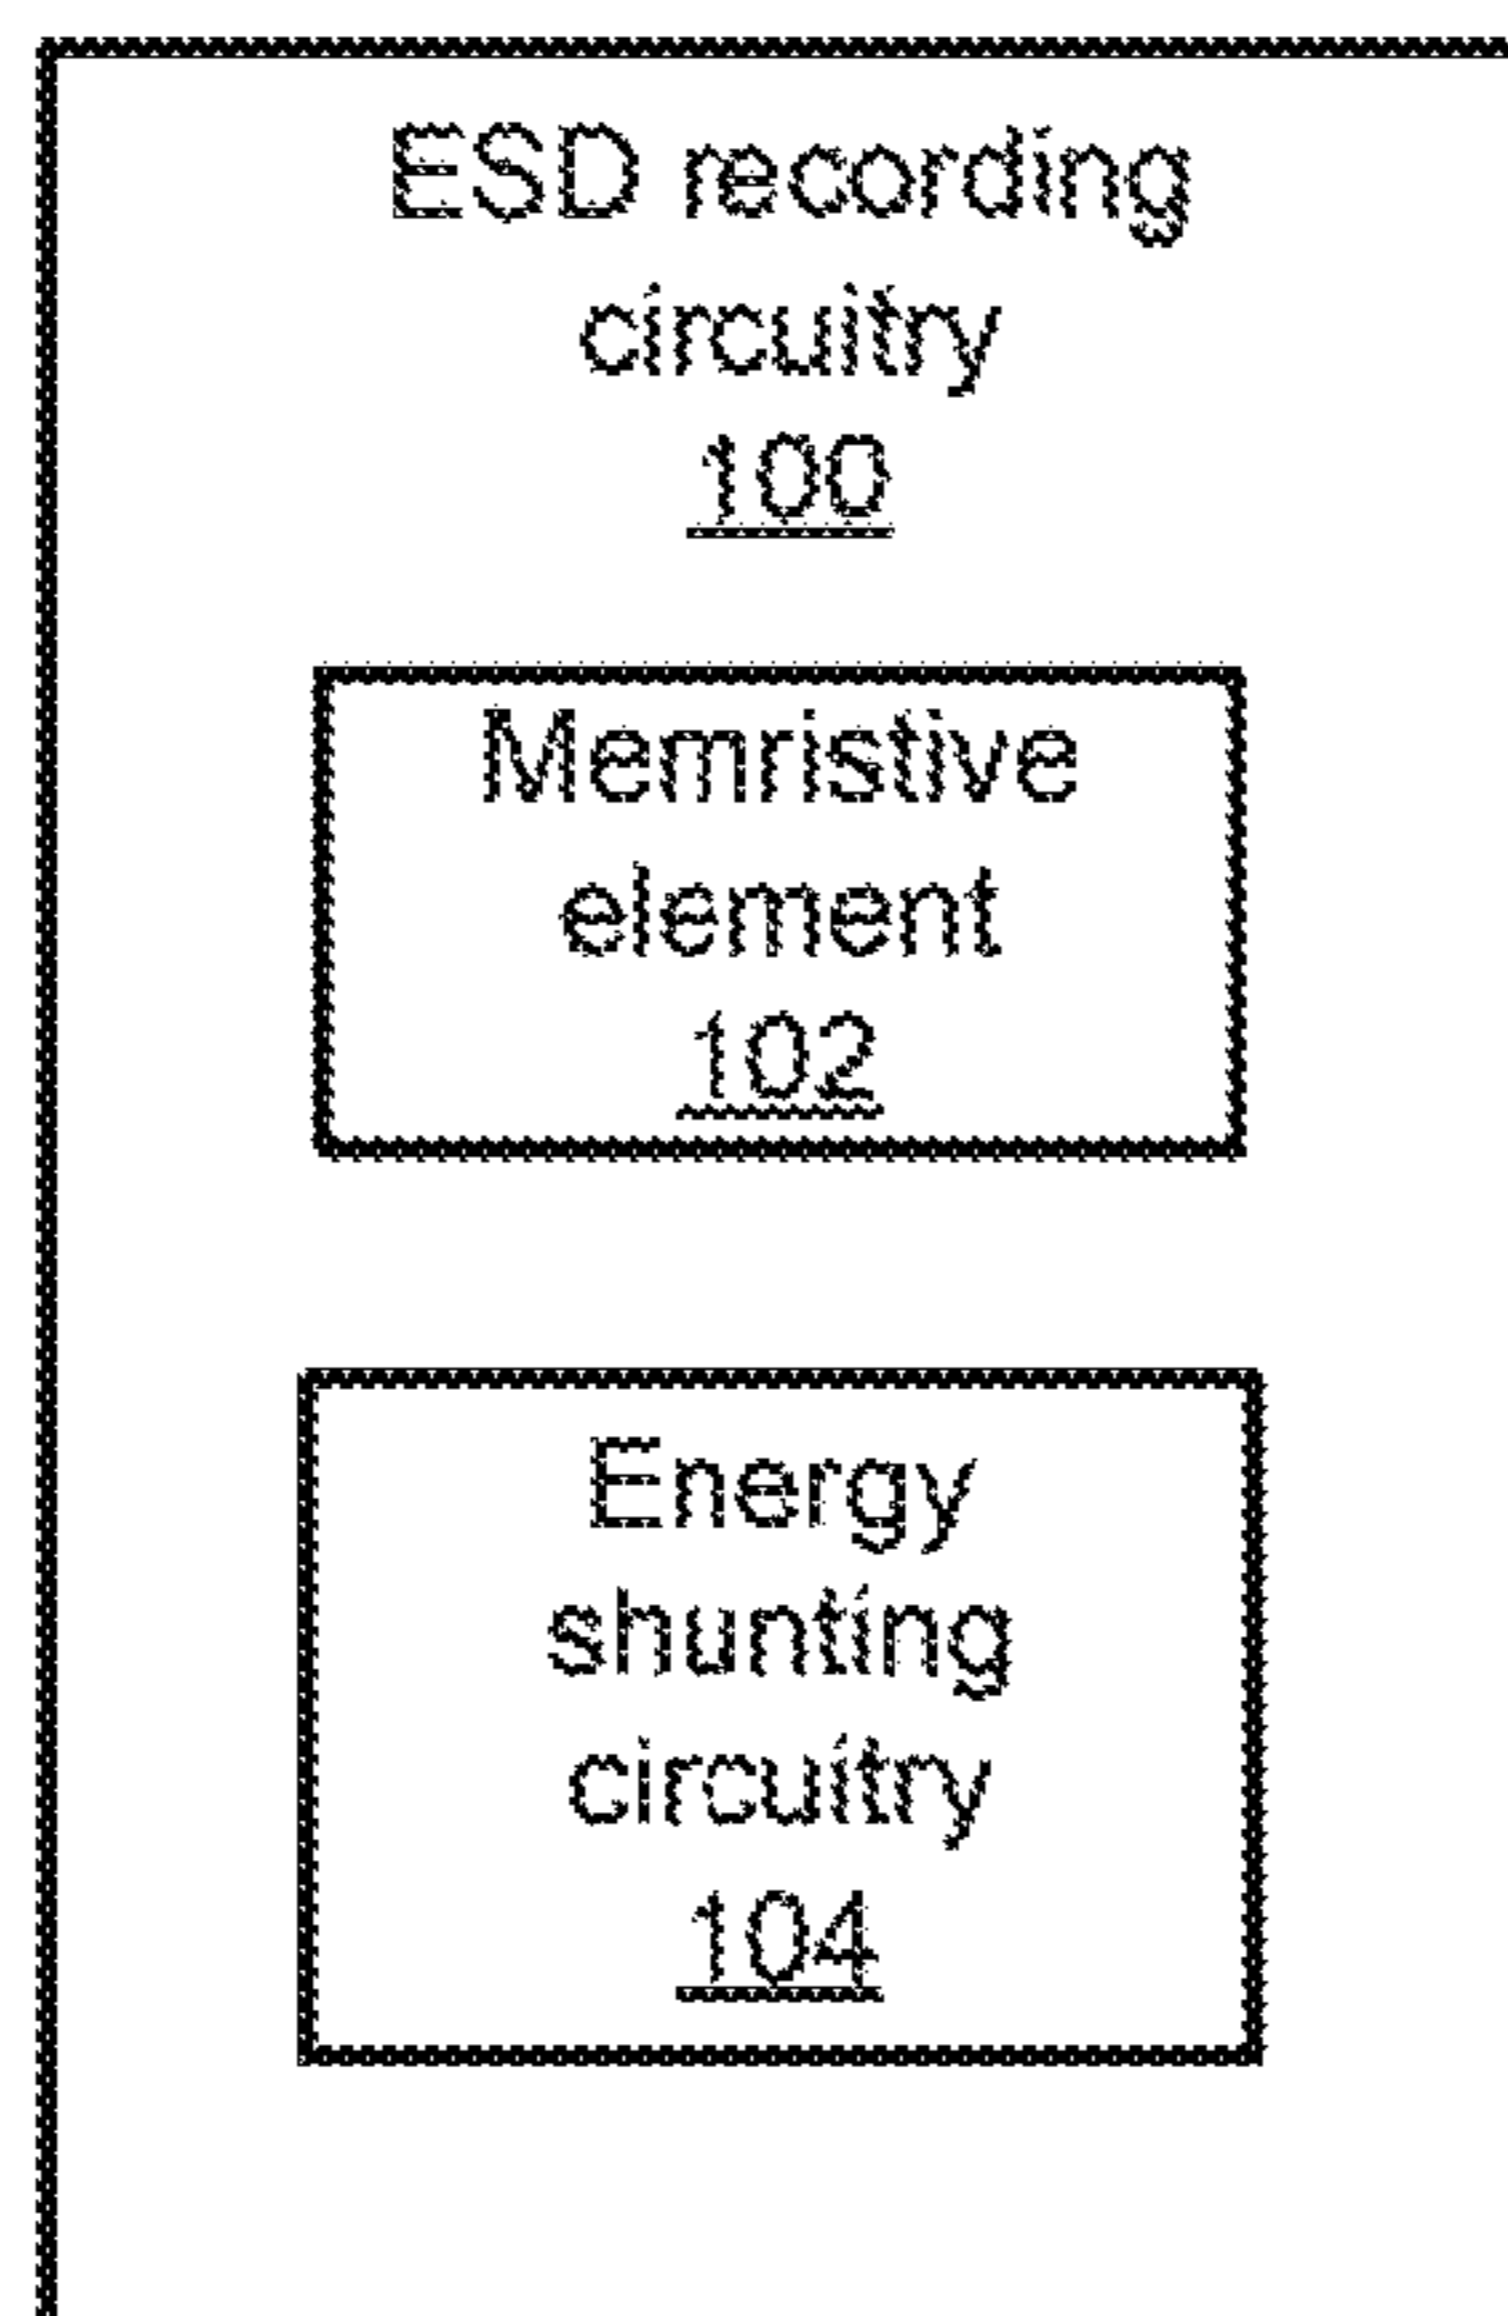 ESD recording
circuitry
100
Memristive
element
102
Energy
shunting
circuitry
104